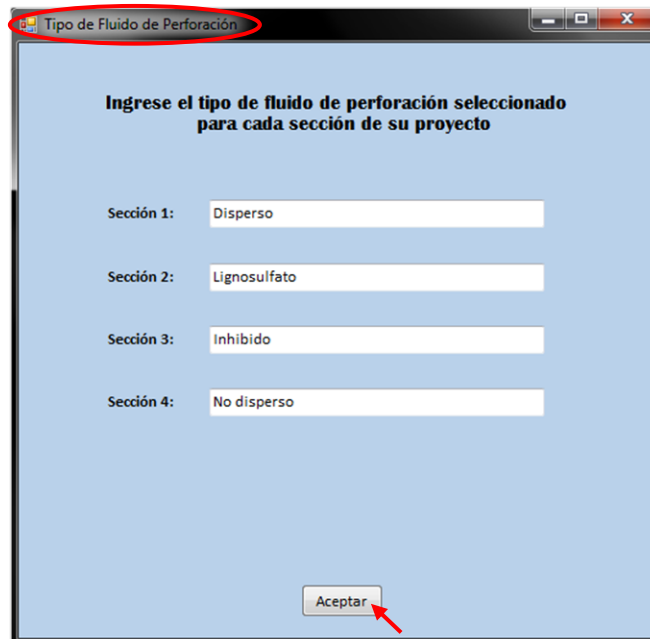 Tipo de Fluido de Perforación
Ingrese el tipo de fluido de perforación seleccionado
para cada sección de su proyecto
Sección 1: Disperso
Sección 2: Lignosulfato
Sección 3: Inhibido
Sección 4: No disperso
Aceptar